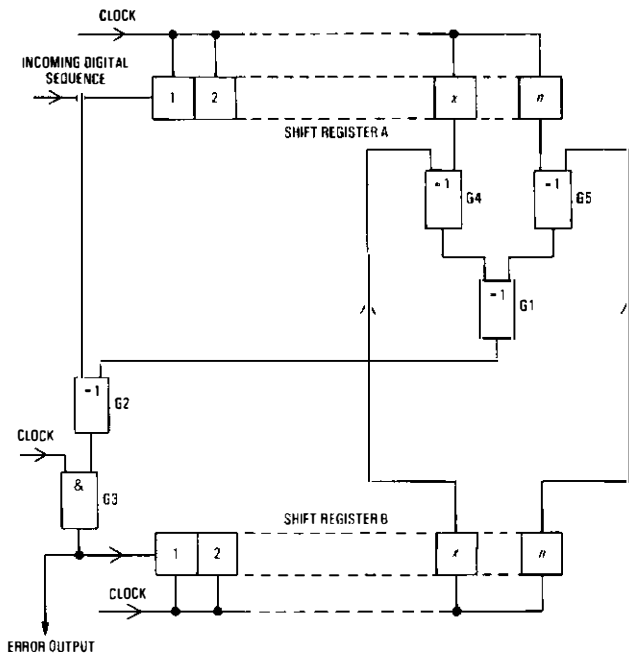 CLOCK
INCOMING DIGITAL
SEQUENCE
1 2 x n
SHIFT REGISTER A
=1 G4 =1 G5
=1 G1
=1 G2
CLOCK
& G3
SHIFT REGISTER B
1 2 x n
CLOCK
ERROR OUTPUT